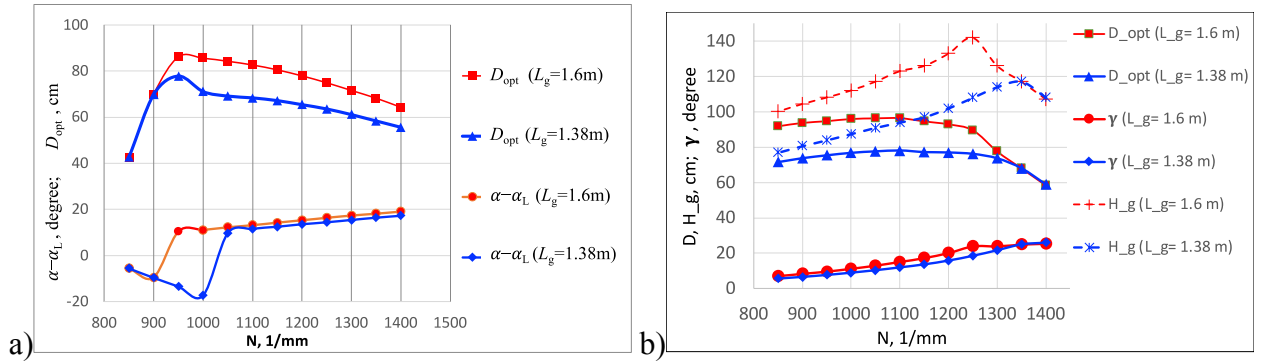 a)
α−α_L , degree; D_opt , cm
100
80
60
40
20
0
-20
800 900 1000 1100 1200 1300 1400 1500
N, 1/mm
D_opt (L_g=1.6m)
D_opt (L_g=1.38m)
α−α_L (L_g=1.6m)
α−α_L (L_g=1.38m)
b)
D, H_g, cm; γ , degree
140
120
100
80
60
40
20
0
800 900 1000 1100 1200 1300 1400
N, 1/mm
D_opt (L_g= 1.6 m)
D_opt (L_g= 1.38 m)
γ (L_g= 1.6 m)
γ (L_g= 1.38 m)
H_g (L_g= 1.6 m)
H_g (L_g= 1.38 m)